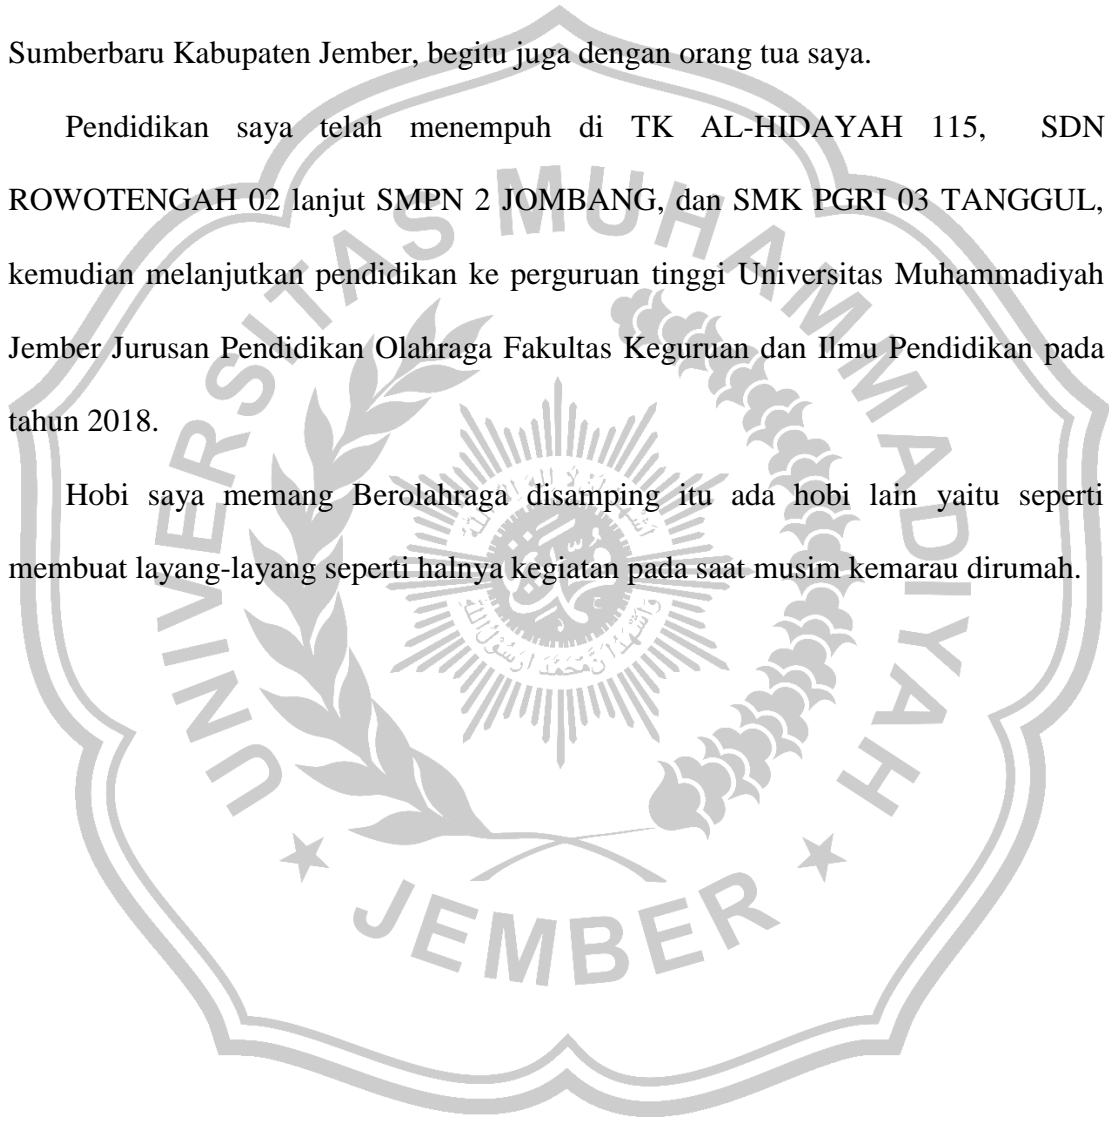 Sumberbaru Kabupaten Jember, begitu juga dengan orang tua saya.
Pendidikan saya telah menempuh di TK AL-HIDAYAH 115, SDN
ROWOTENGAH 02 lanjut SMPN 2 JOMBANG, dan SMK PGRI 03 TANGGUL,
kemudian melanjutkan pendidikan ke perguruan tinggi Universitas Muhammadiyah
Jember Jurusan Pendidikan Olahraga Fakultas Keguruan dan Ilmu Pendidikan pada
tahun 2018.
Hobi saya memang Berolahraga disamping itu ada hobi lain yaitu seperti
membuat layang-layang seperti halnya kegiatan pada saat musim kemarau dirumah.
UNIVERSITAS MUHAMMADIYAH
JEMBER